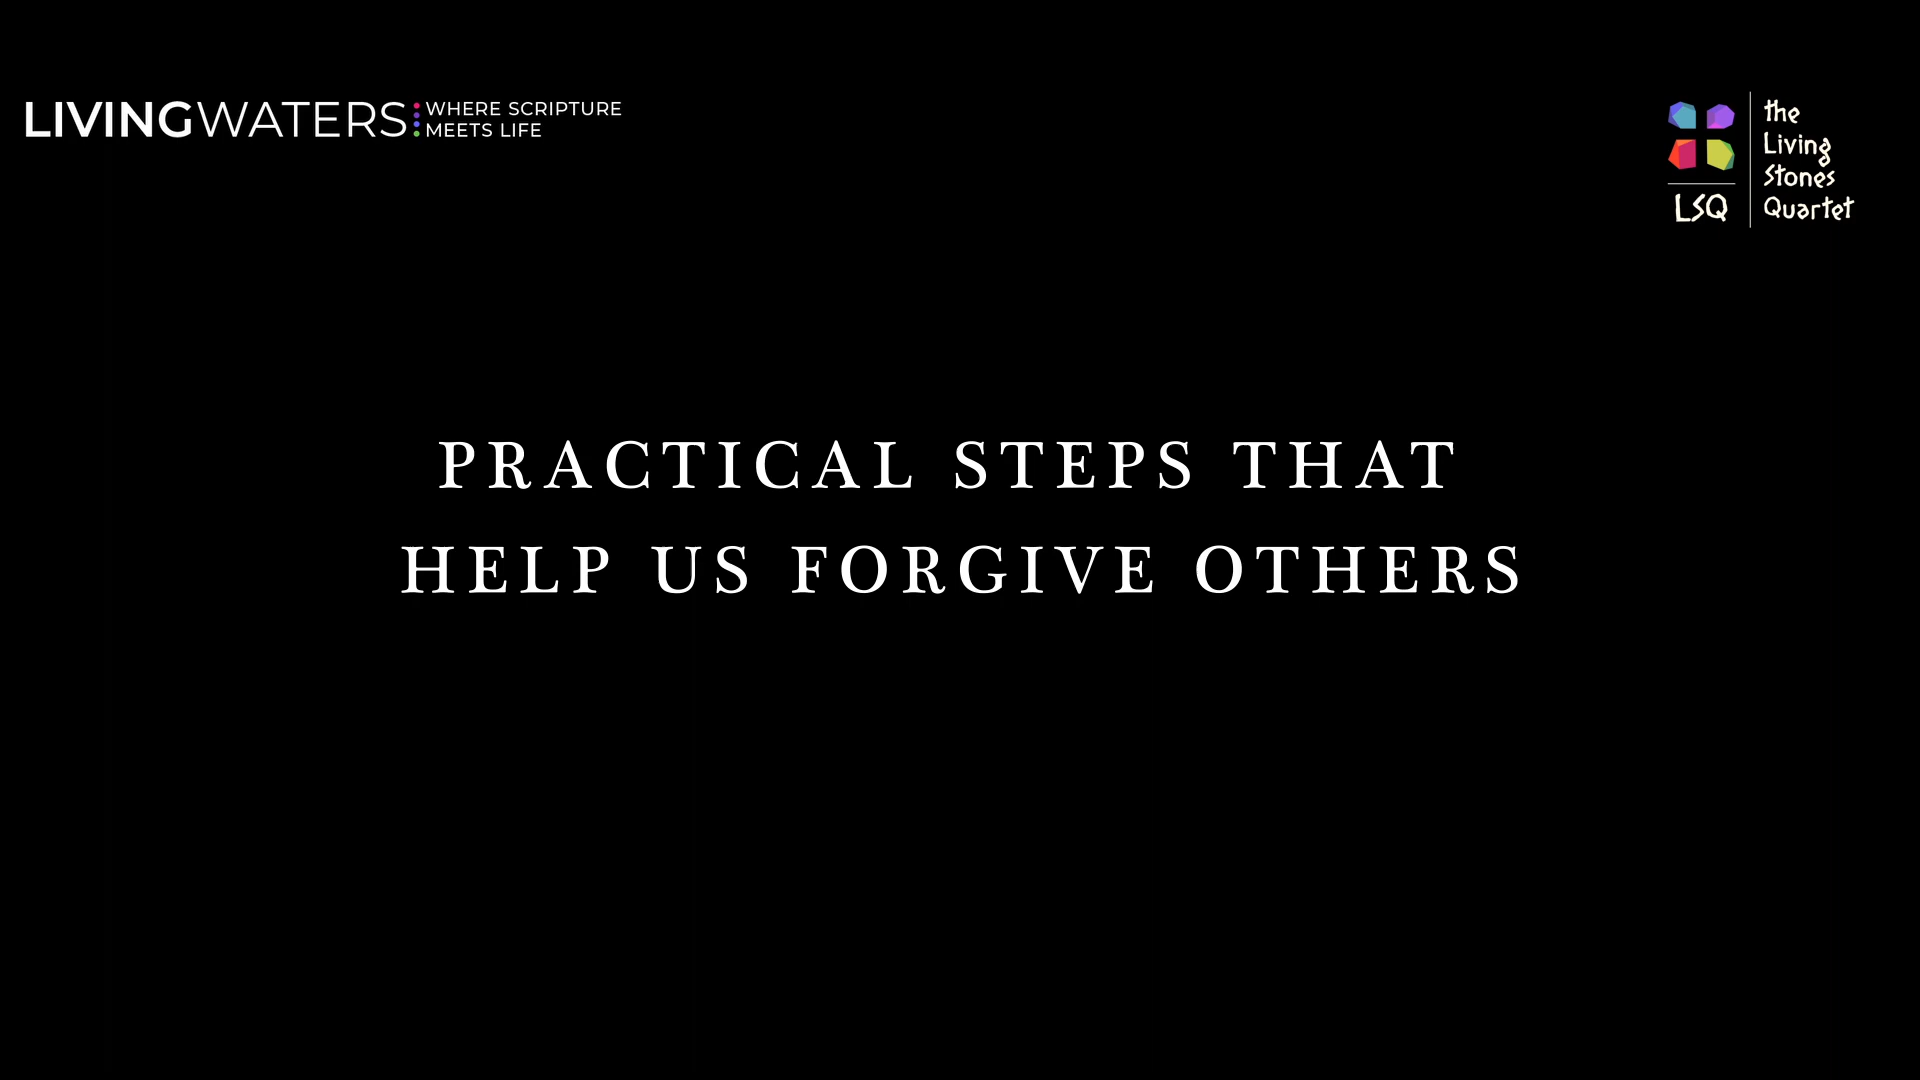 LIVINGWATERS
WHERE SCRIPTURE
MEETS LIFE
the
Living
Stones
Quartet
LSQ
PRACTICAL STEPS THAT
HELP US FORGIVE OTHERS